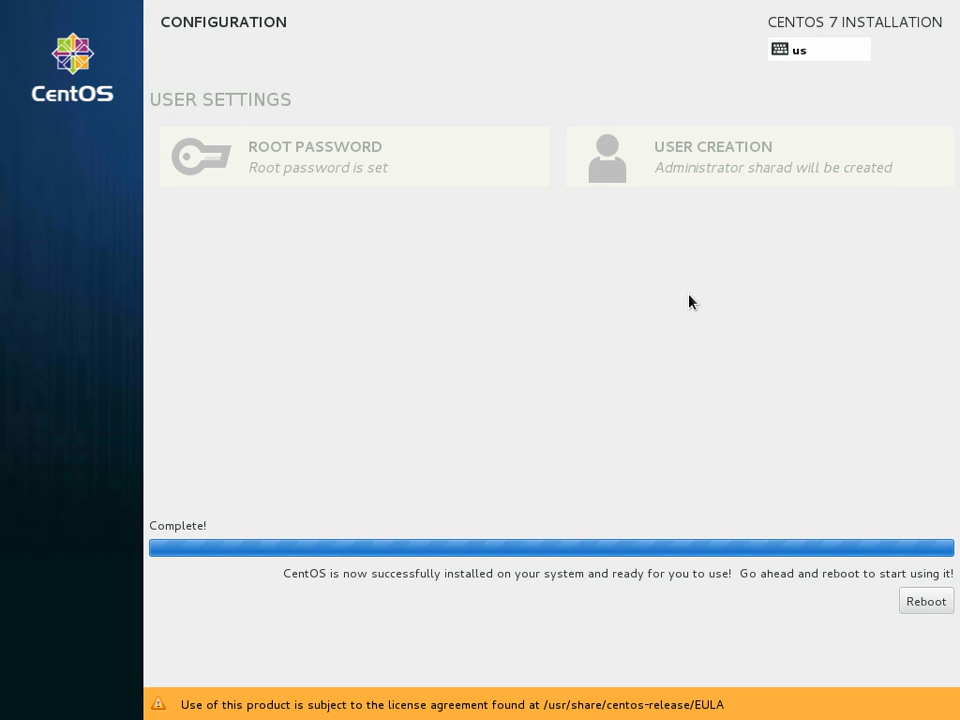 CONFIGURATION
CENTOS 7 INSTALLATION
us
CentOS
USER SETTINGS
ROOT PASSWORD
Root password is set
USER CREATION
Administrator sharad will be created
Complete!
CentOS is now successfully installed on your system and ready for you to use! Go ahead and reboot to start using it!
Reboot
Use of this product is subject to the license agreement found at /usr/share/centos-release/EULA